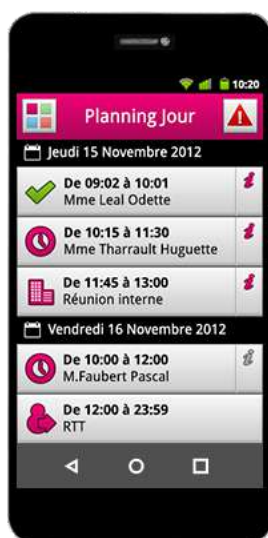 10:20
Planning Jour
Jeudi 15 Novembre 2012
De 09:02 à 10:01
Mme Leal Odette
De 10:15 à 11:30
Mme Tharrault Huguette
De 11:45 à 13:00
Réunion interne
Vendredi 16 Novembre 2012
De 10:00 à 12:00
M.Faubert Pascal
De 12:00 à 23:59
RTT